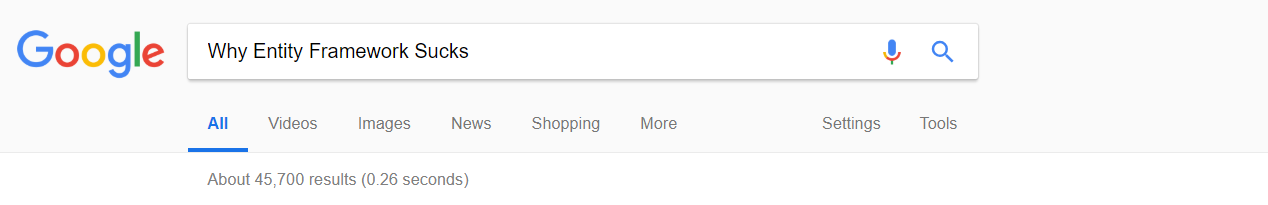 Google Why Entity Framework Sucks
All Videos Images News Shopping More Settings Tools
About 45,700 results (0.26 seconds)